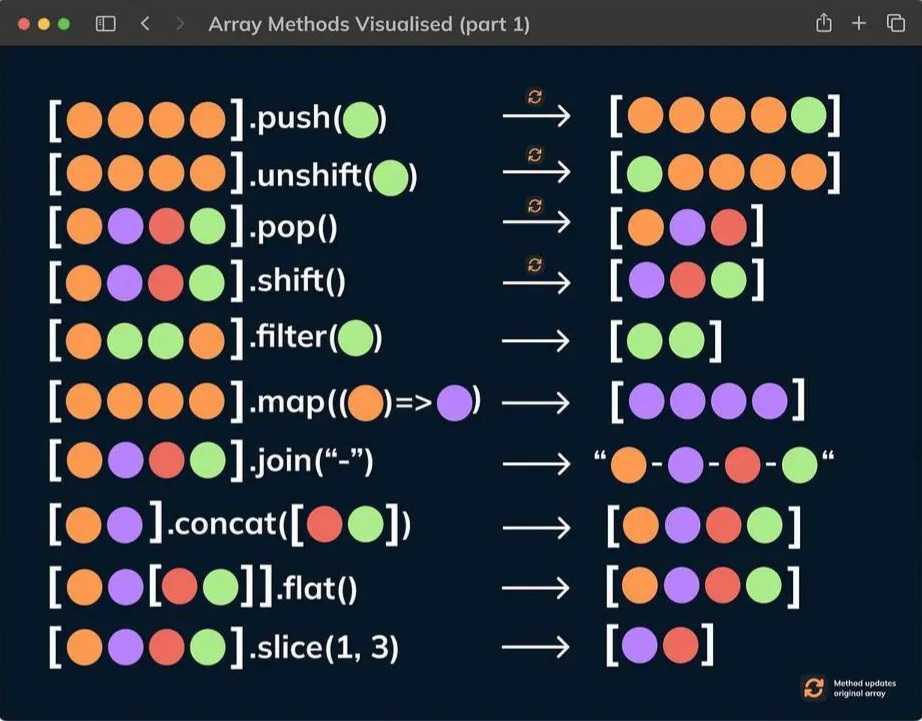 Array Methods Visualised (part 1)
[ ].push( ) → [ ]
[ ].unshift( ) → [ ]
[ ].pop() → [ ]
[ ].shift() → [ ]
[ ].filter( ) → [ ]
[ ].map(( )=> ) → [ ]
[ ].join(“-”) → “ - - - “
[ ].concat([ ]) → [ ]
[ [ ]].flat() → [ ]
[ ].slice(1, 3) → [ ]
Method updates
original array